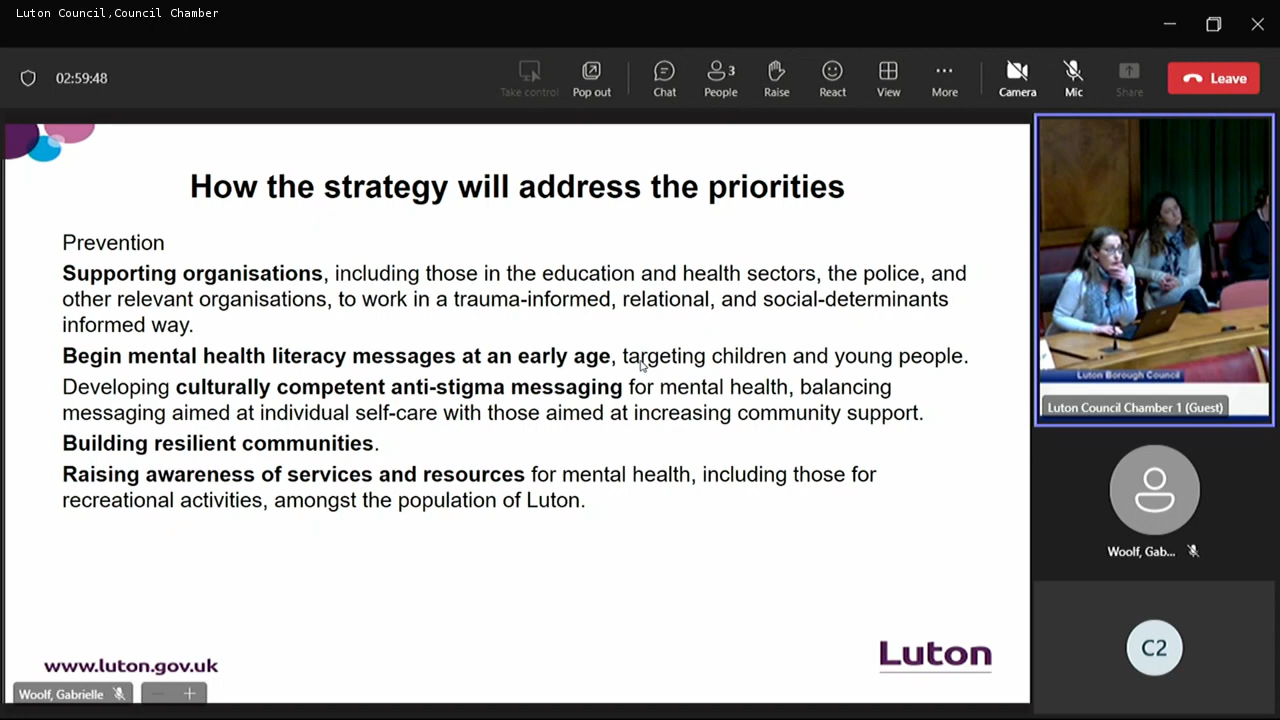 Luton Council,Council Chamber
02:59:48
Take control
Pop out
Chat
3
People
Raise
React
View
More
Camera
Mic
Share
Leave
How the strategy will address the priorities
Prevention
Supporting organisations, including those in the education and health sectors, the police, and
other relevant organisations, to work in a trauma-informed, relational, and social-determinants
informed way.
Begin mental health literacy messages at an early age, targeting children and young people.
Developing culturally competent anti-stigma messaging for mental health, balancing
messaging aimed at individual self-care with those aimed at increasing community support.
Building resilient communities.
Raising awareness of services and resources for mental health, including those for
recreational activities, amongst the population of Luton.
www.luton.gov.uk
Luton
Woolf, Gabrielle
Luton Borough Council
Luton Council Chamber 1 (Guest)
Woolf, Gab...
C2